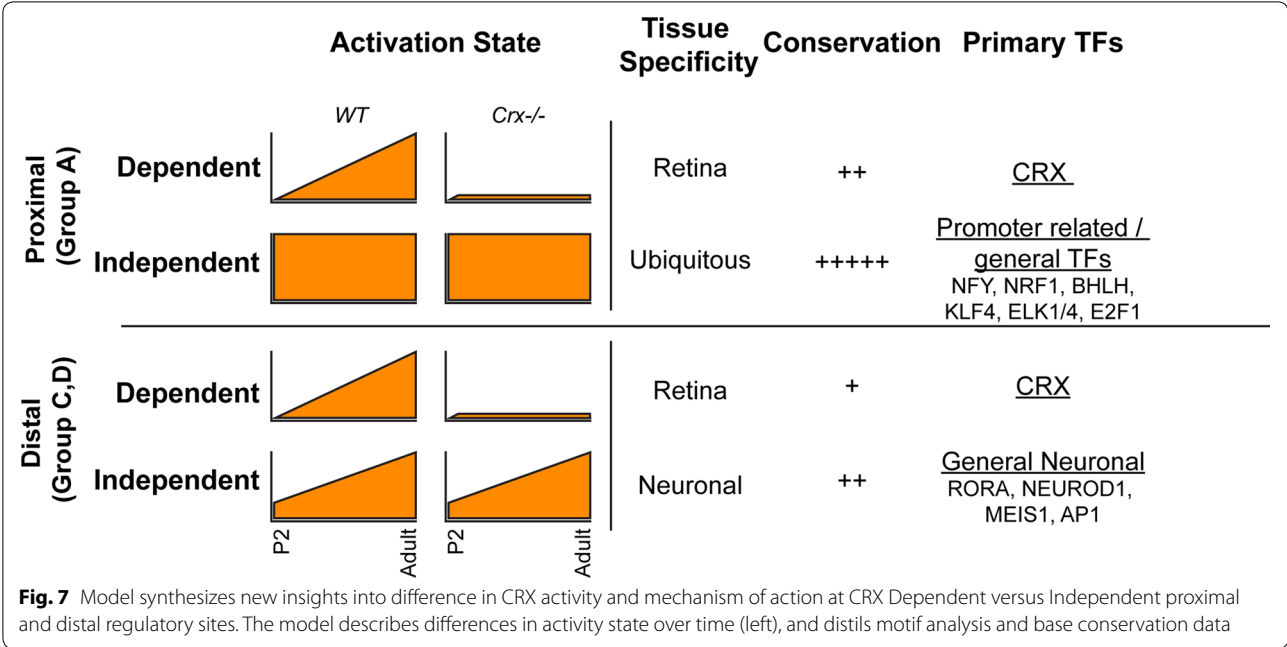 Activation State
Tissue
Specificity
Conservation
Primary TFs
WT
Crx-/-
Proximal
(Group A)
Dependent
Retina
++
CRX
Independent
Ubiquitous
+++++
Promoter related /
general TFs
NFY, NRF1, BHLH,
KLF4, ELK1/4, E2F1
Distal
(Group C,D)
Dependent
Retina
+
CRX
Independent
Neuronal
++
General Neuronal
RORA, NEUROD1,
MEIS1, AP1
P2
Adult
P2
Adult
Fig. 7 Model synthesizes new insights into difference in CRX activity and mechanism of action at CRX Dependent versus Independent proximal
and distal regulatory sites. The model describes differences in activity state over time (left), and distils motif analysis and base conservation data